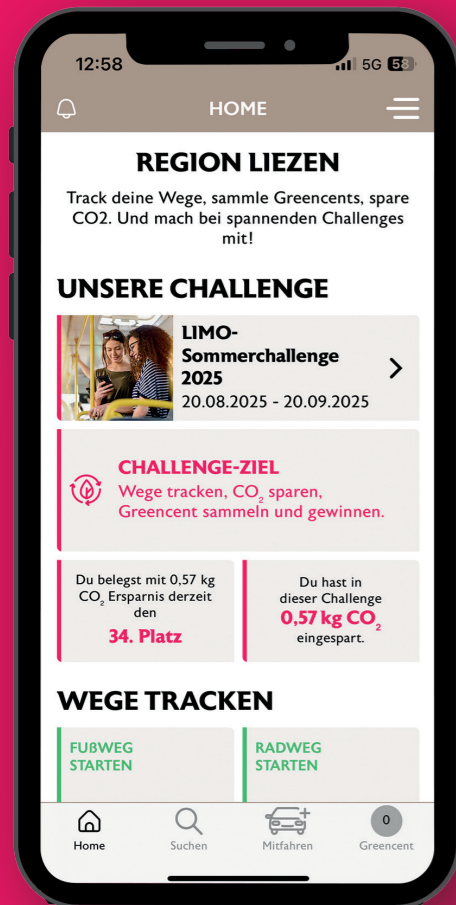 12:58
5G 58
HOME
REGION LIEZEN
Track deine Wege, sammle Greencents, spare
CO2. Und mach bei spannenden Challenges
mit!
UNSERE CHALLENGE
LIMO-
Sommerchallenge
2025
20.08.2025 - 20.09.2025
CHALLENGE-ZIEL
Wege tracken, CO₂ sparen,
Greencent sammeln und gewinnen.
Du belegst mit 0,57 kg
CO₂ Ersparnis derzeit
den
34. Platz
Du hast in
dieser Challenge
0,57 kg CO₂
eingespart.
WEGE TRACKEN
FUßWEG
STARTEN
RADWEG
STARTEN
Home
Suchen
Mitfahren
0
Greencent